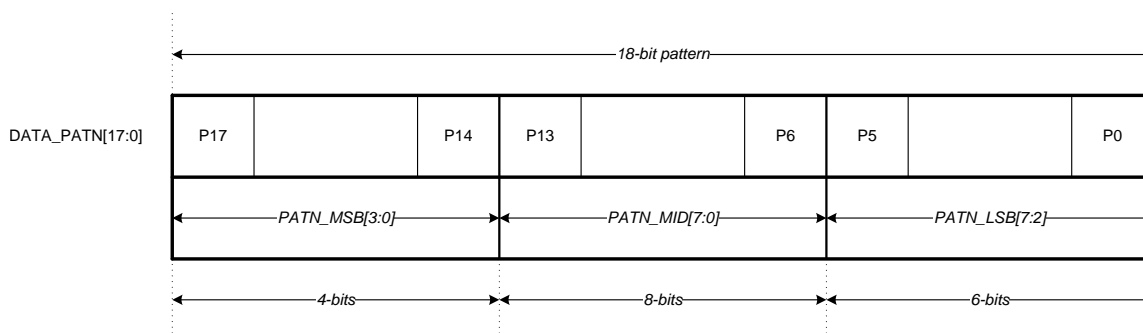 18-bit pattern
DATA_PATN[17:0] P17 P14 P13 P6 P5 P0
PATN_MSB[3:0] PATN_MID[7:0] PATN_LSB[7:2]
4-bits 8-bits 6-bits